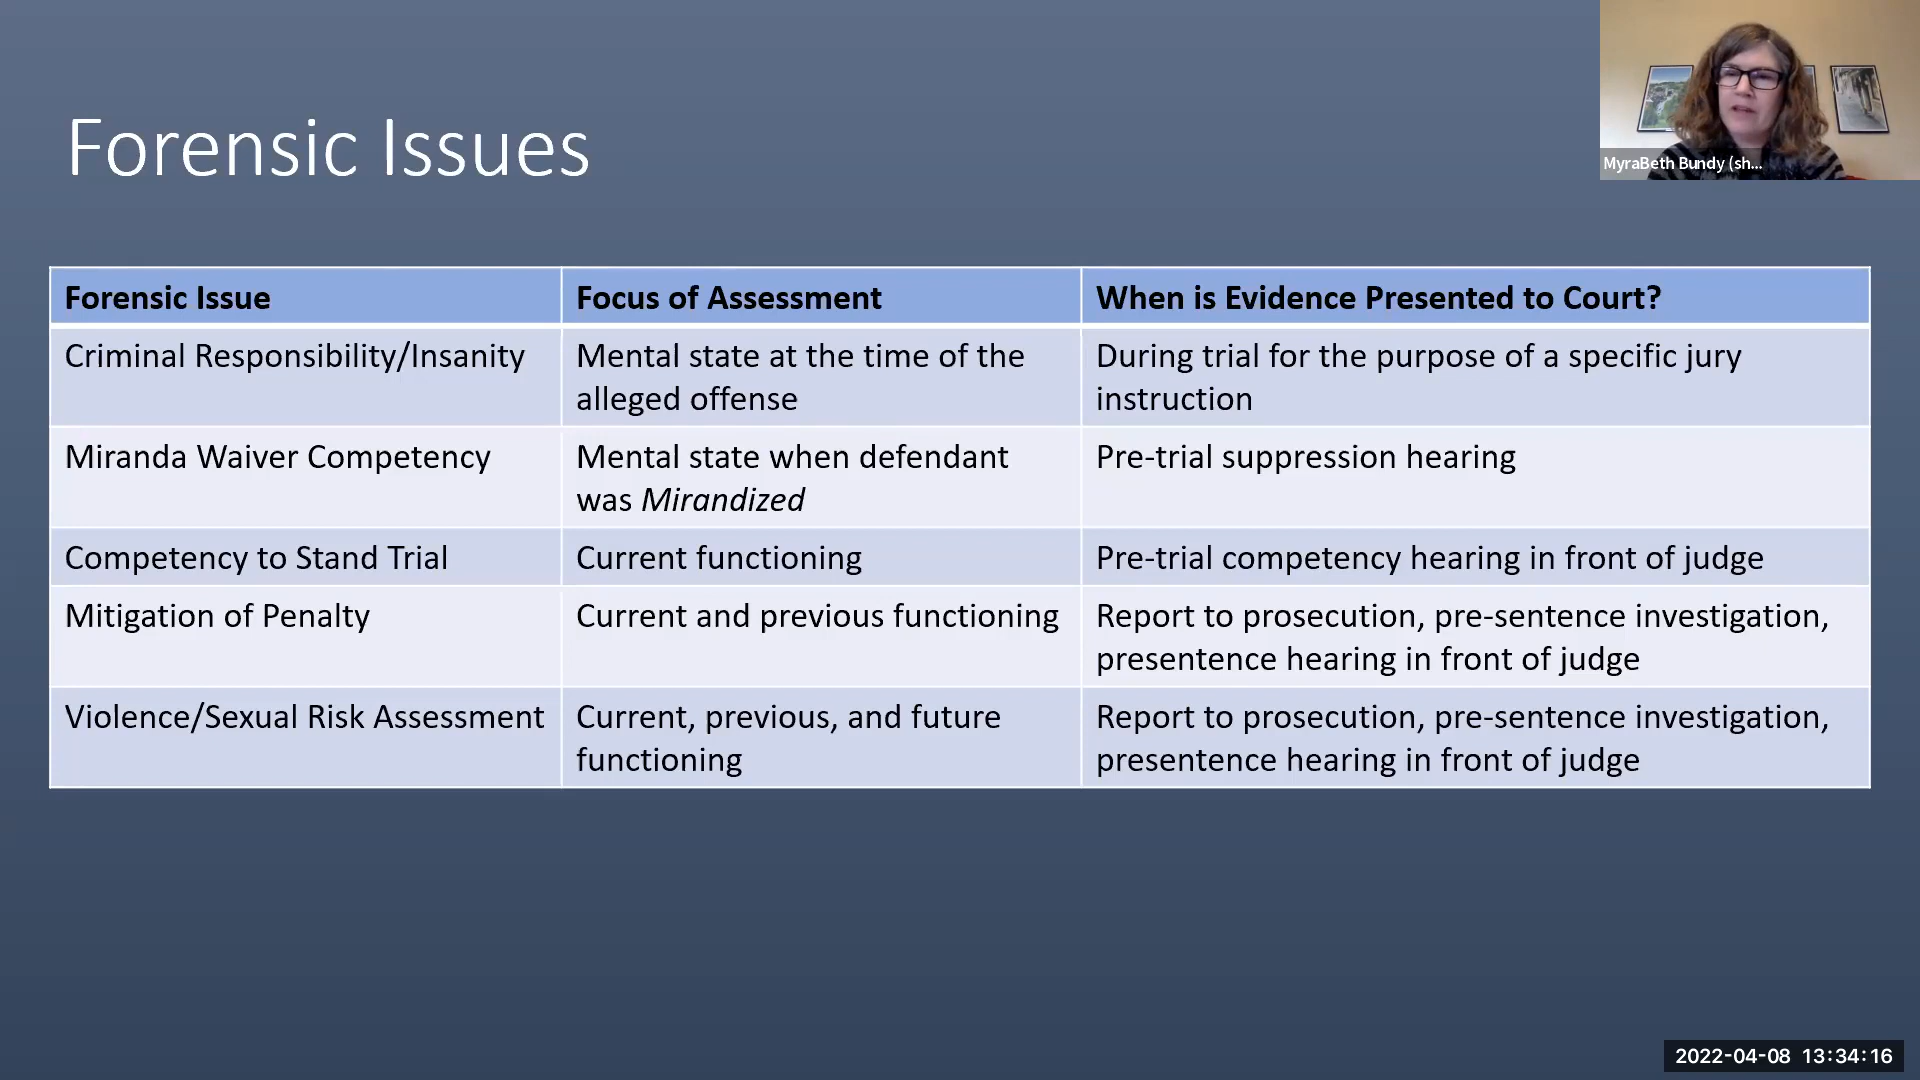 Forensic Issues
MyraBeth Bundy (sh...
Forensic Issue
Focus of Assessment
When is Evidence Presented to Court?
Criminal Responsibility/Insanity
Mental state at the time of the
alleged offense
During trial for the purpose of a specific jury
instruction
Miranda Waiver Competency
Mental state when defendant
was Mirandized
Pre-trial suppression hearing
Competency to Stand Trial
Current functioning
Pre-trial competency hearing in front of judge
Mitigation of Penalty
Current and previous functioning
Report to prosecution, pre-sentence investigation,
presentence hearing in front of judge
Violence/Sexual Risk Assessment
Current, previous, and future
functioning
Report to prosecution, pre-sentence investigation,
presentence hearing in front of judge
2022-04-08 13:34:16